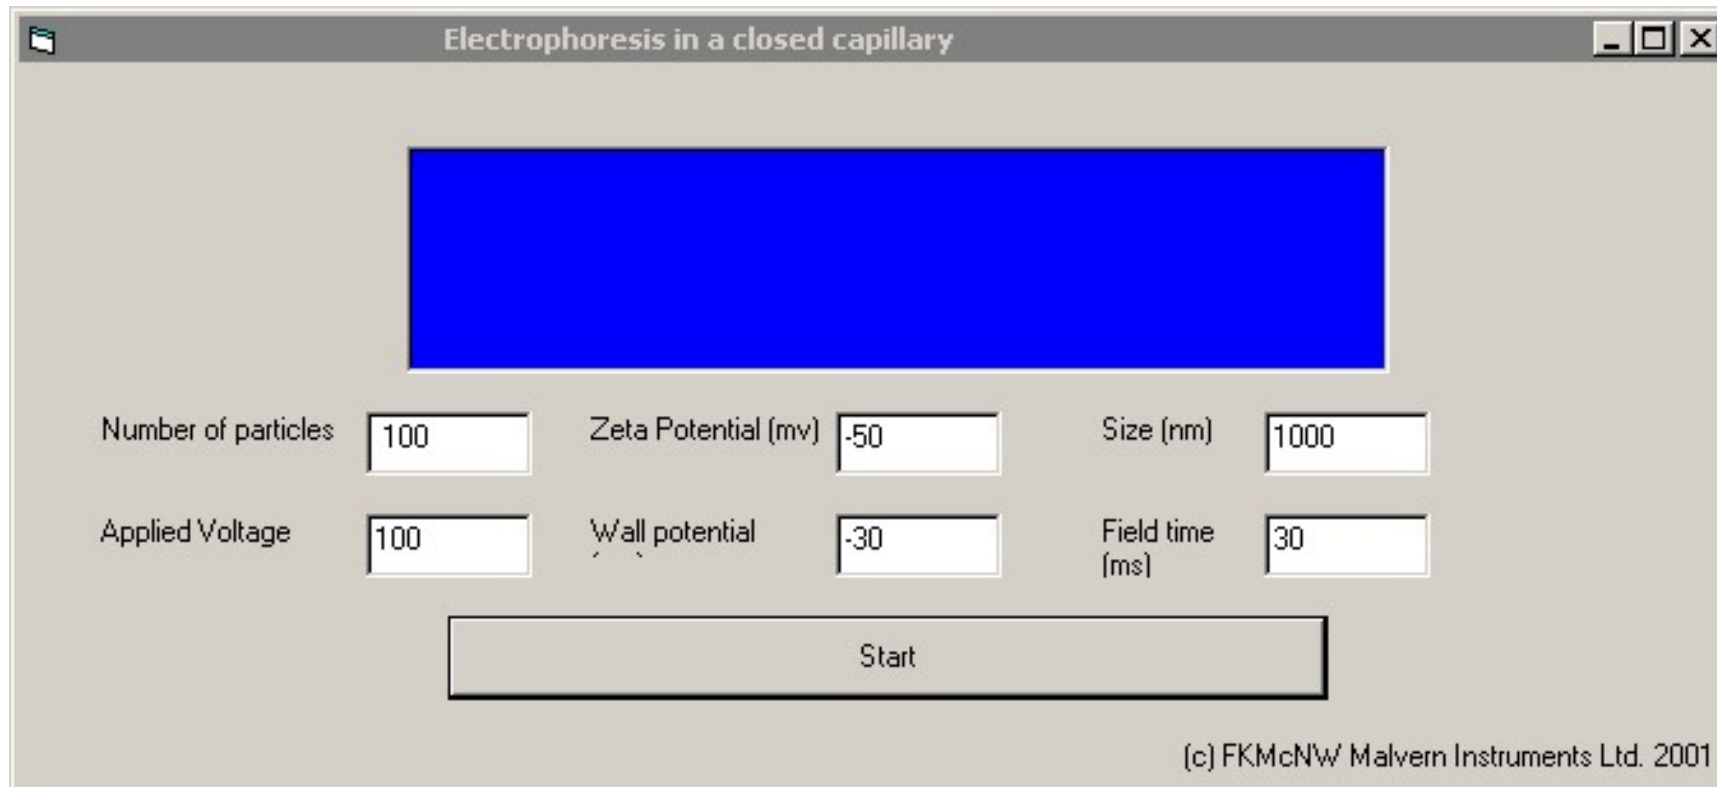 Electrophoresis in a closed capillary
Number of particles 100 Zeta Potential (mv) -50 Size (nm) 1000
Applied Voltage 100 Wall potential -30 Field time 30
(ms)
Start
(c) FKMcNW Malvern Instruments Ltd. 2001